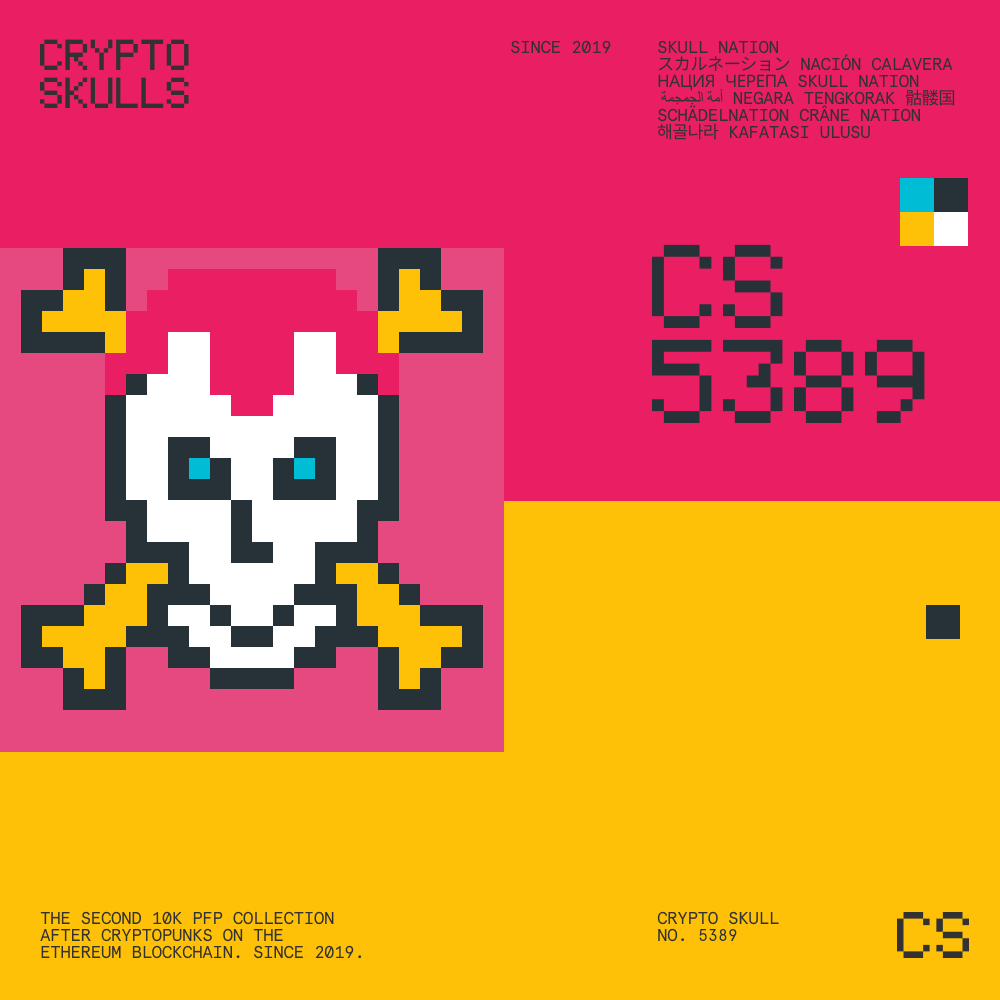 CRYPTO
SKULLS
SINCE 2019
SKULL NATION
スカルネーション NACIÓN CALAVERA
НАЦИЯ ЧЕРЕПА SKULL NATION
أمة الجمجمة NEGARA TENGKORAK 骷髅国
SCHÄDELNATION CRÂNE NATION
해골나라 KAFATASI ULUSU
CS
5389
THE SECOND 10K PFP COLLECTION
AFTER CRYPTOPUNKS ON THE
ETHEREUM BLOCKCHAIN. SINCE 2019.
CRYPTO SKULL
NO. 5389
CS